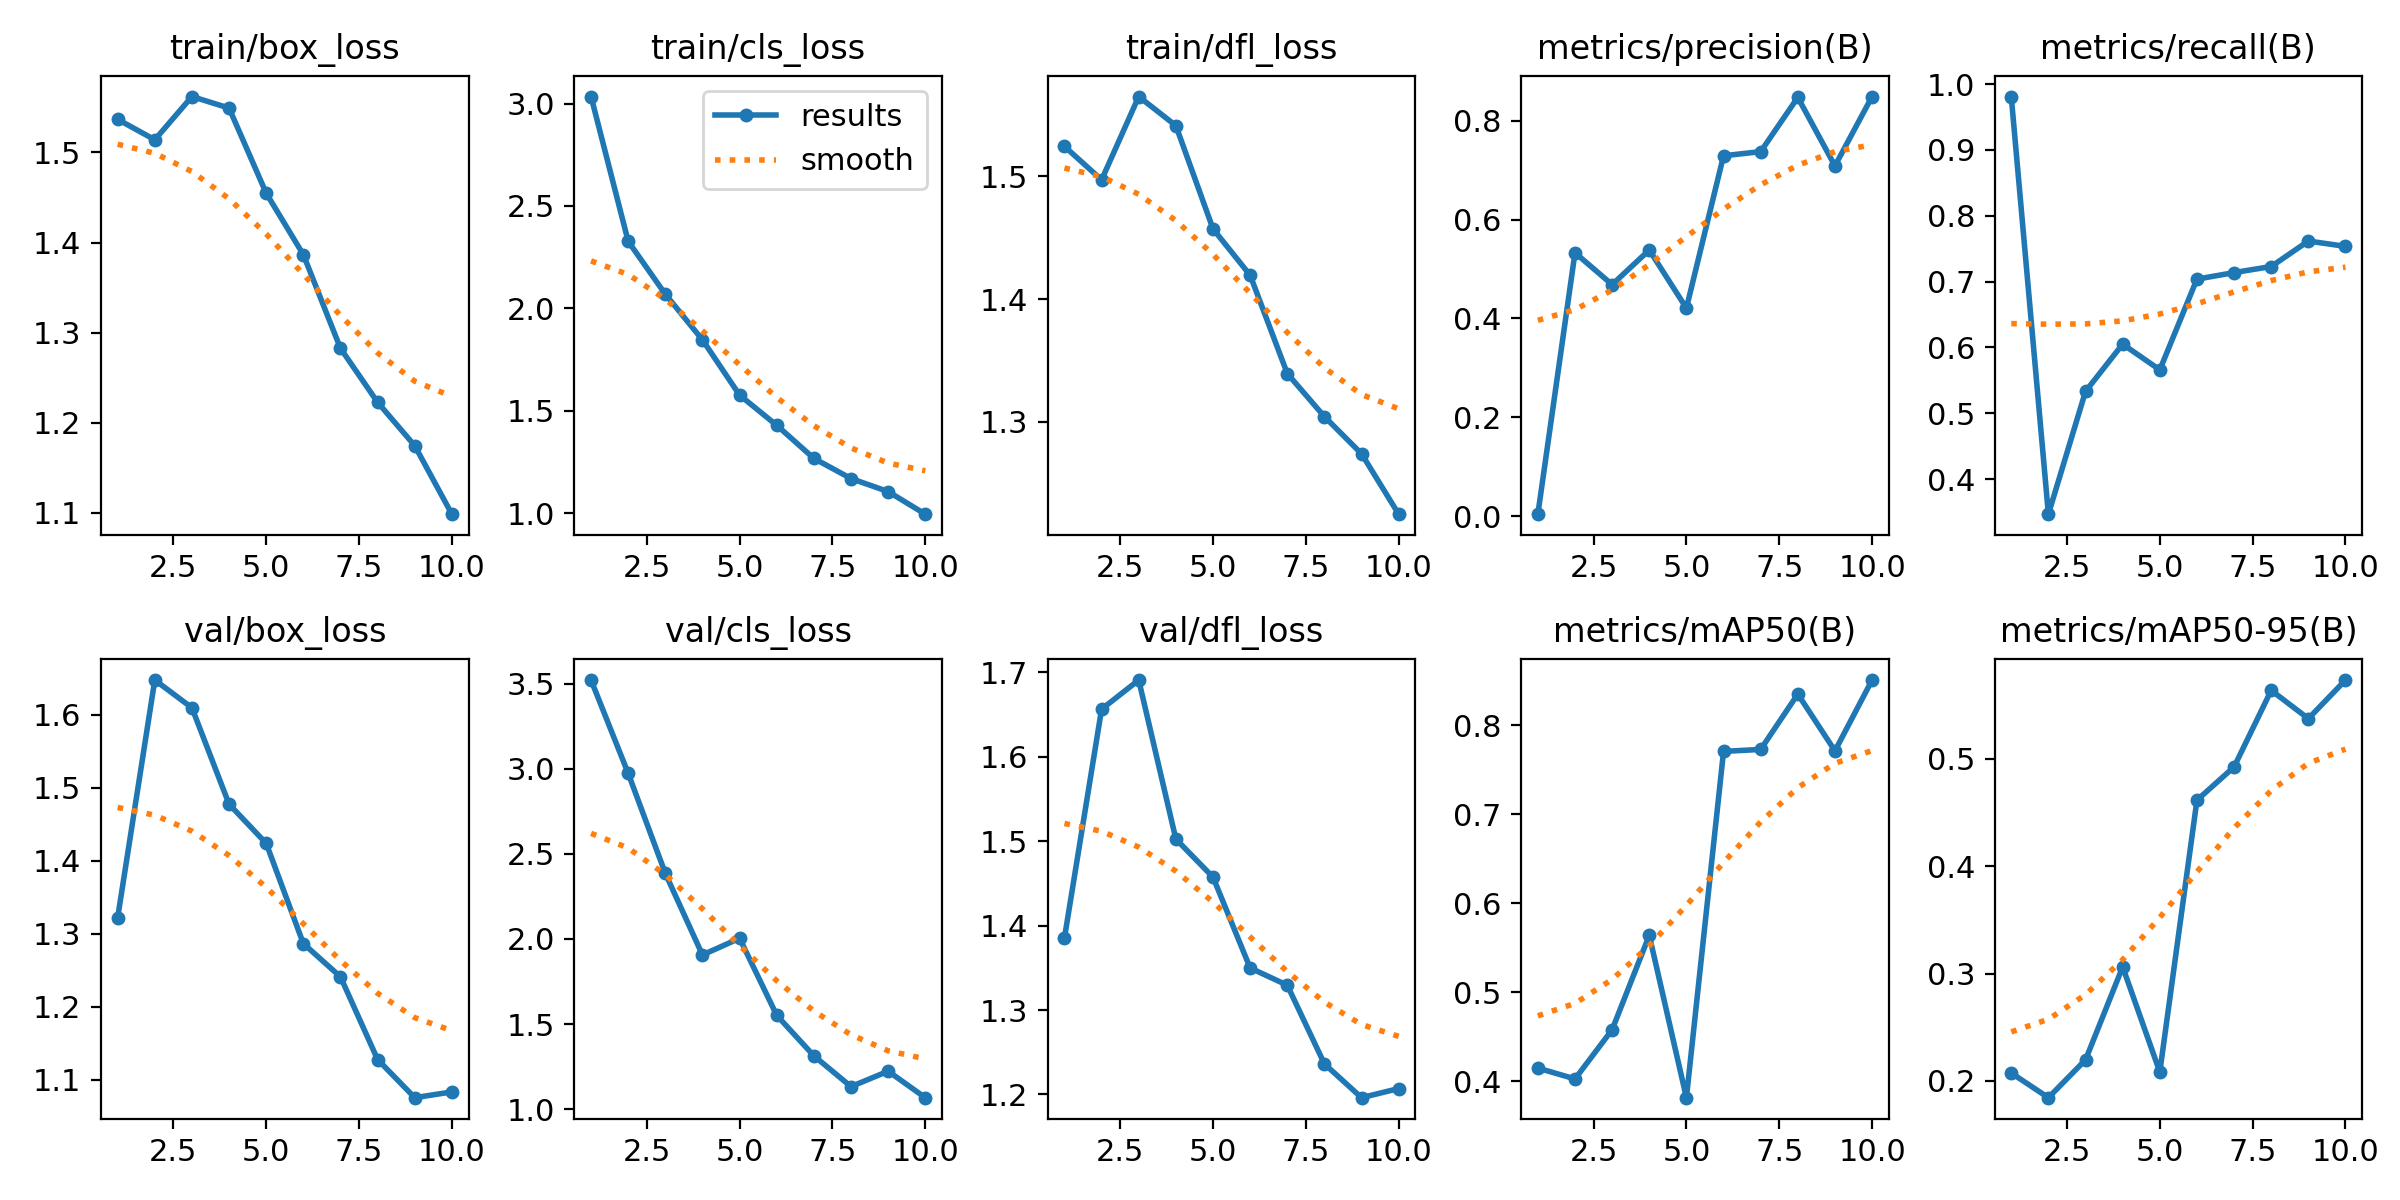 train/box_loss
1.5
1.4
1.3
1.2
1.1
2.5 5.0 7.5 10.0
train/cls_loss
results
smooth
3.0
2.5
2.0
1.5
1.0
2.5 5.0 7.5 10.0
train/dfl_loss
1.5
1.4
1.3
2.5 5.0 7.5 10.0
metrics/precision(B)
0.8
0.6
0.4
0.2
0.0
2.5 5.0 7.5 10.0
metrics/recall(B)
1.0
0.9
0.8
0.7
0.6
0.5
0.4
2.5 5.0 7.5 10.0
val/box_loss
1.6
1.5
1.4
1.3
1.2
1.1
2.5 5.0 7.5 10.0
val/cls_loss
3.5
3.0
2.5
2.0
1.5
1.0
2.5 5.0 7.5 10.0
val/dfl_loss
1.7
1.6
1.5
1.4
1.3
1.2
2.5 5.0 7.5 10.0
metrics/mAP50(B)
0.8
0.7
0.6
0.5
0.4
2.5 5.0 7.5 10.0
metrics/mAP50-95(B)
0.5
0.4
0.3
0.2
2.5 5.0 7.5 10.0